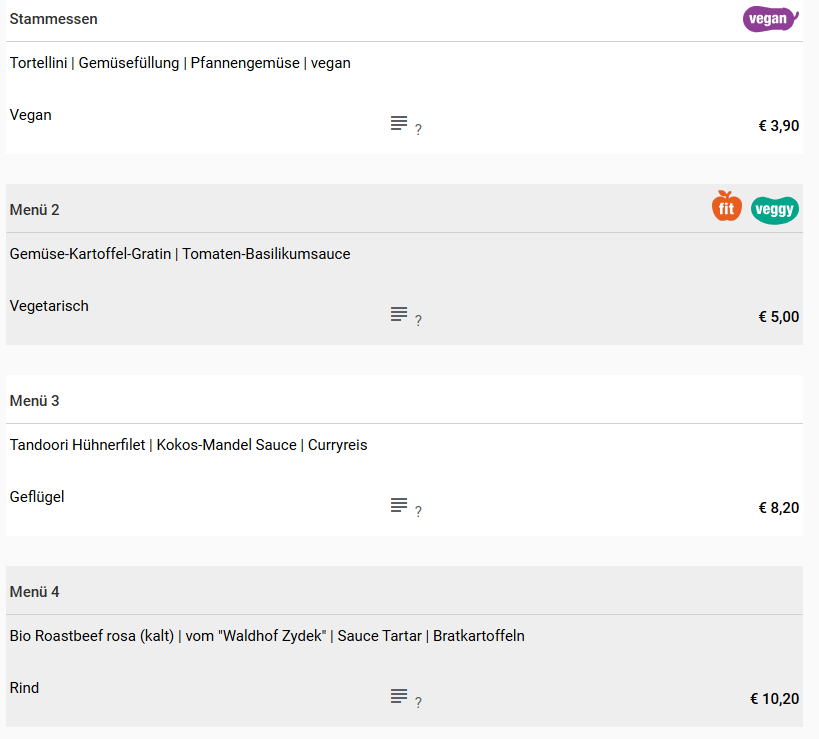 Stammessen
vegan
Tortellini | Gemüsefüllung | Pfannengemüse | vegan
Vegan
?
€ 3,90
Menü 2
fit
veggy
Gemüse-Kartoffel-Gratin | Tomaten-Basilikumsauce
Vegetarisch
?
€ 5,00
Menü 3
Tandoori Hühnerfilet | Kokos-Mandel Sauce | Curryreis
Geflügel
?
€ 8,20
Menü 4
Bio Roastbeef rosa (kalt) | vom "Waldhof Zydek" | Sauce Tartar | Bratkartoffeln
Rind
?
€ 10,20